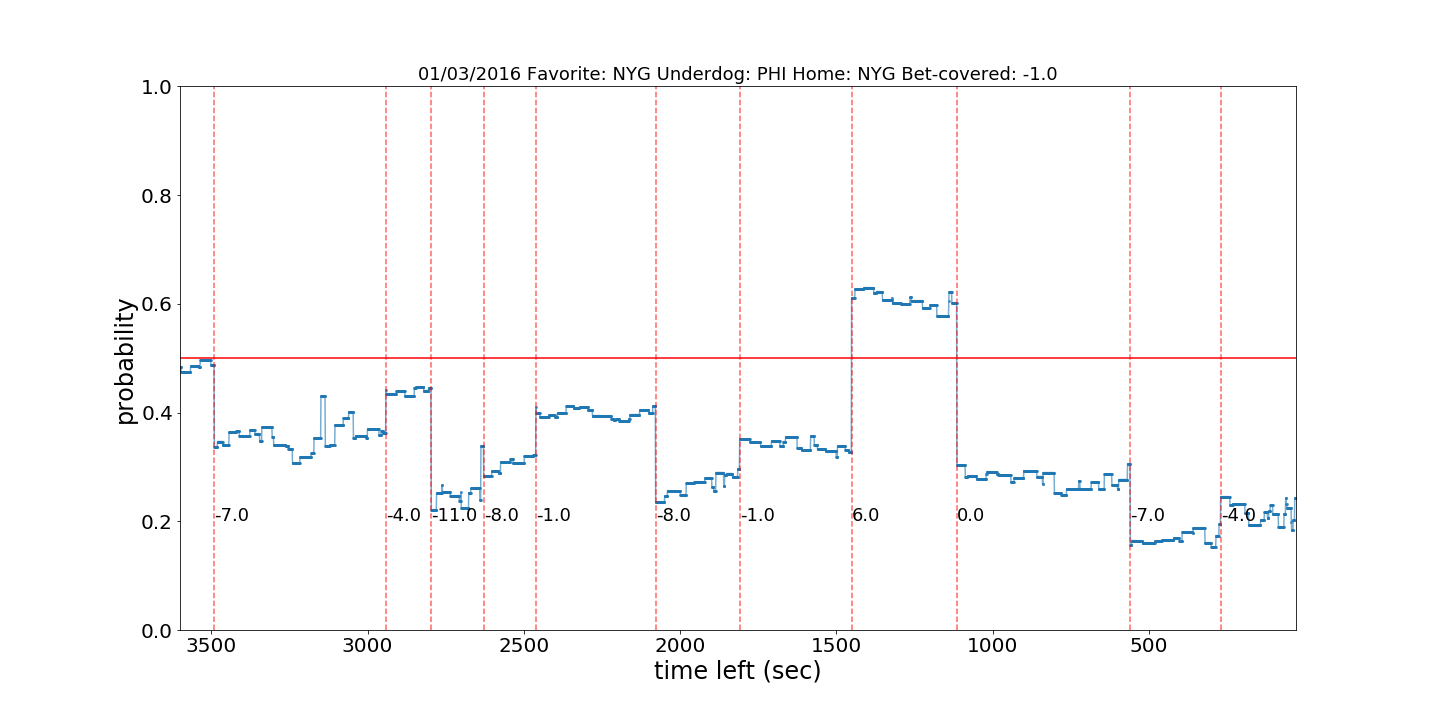 01/03/2016 Favorite: NYG Underdog: PHI Home: NYG Bet-covered: -1.0
probability
1.0
0.8
0.6
0.4
0.2
0.0
-7.0 -4.0 -11.0 -8.0 -1.0 -8.0 -1.0 6.0 0.0 -7.0 -4.0
3500 3000 2500 2000 1500 1000 500
time left (sec)